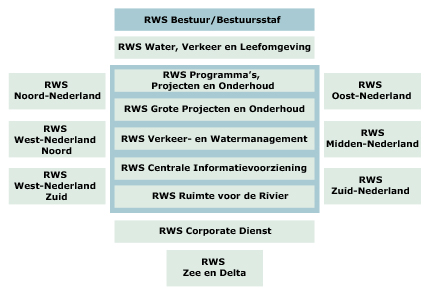 RWS Bestuur/Bestuursstaf
RWS Water, Verkeer en Leefomgeving
RWS
Noord-Nederland
RWS
West-Nederland
Noord
RWS
West-Nederland
Zuid
RWS Programma's,
Projecten en Onderhoud
RWS Grote Projecten en Onderhoud
RWS Verkeer- en Watermanagement
RWS Centrale Informatievoorziening
RWS Ruimte voor de Rivier
RWS
Oost-Nederland
RWS
Midden-Nederland
RWS
Zuid-Nederland
RWS Corporate Dienst
RWS
Zee en Delta